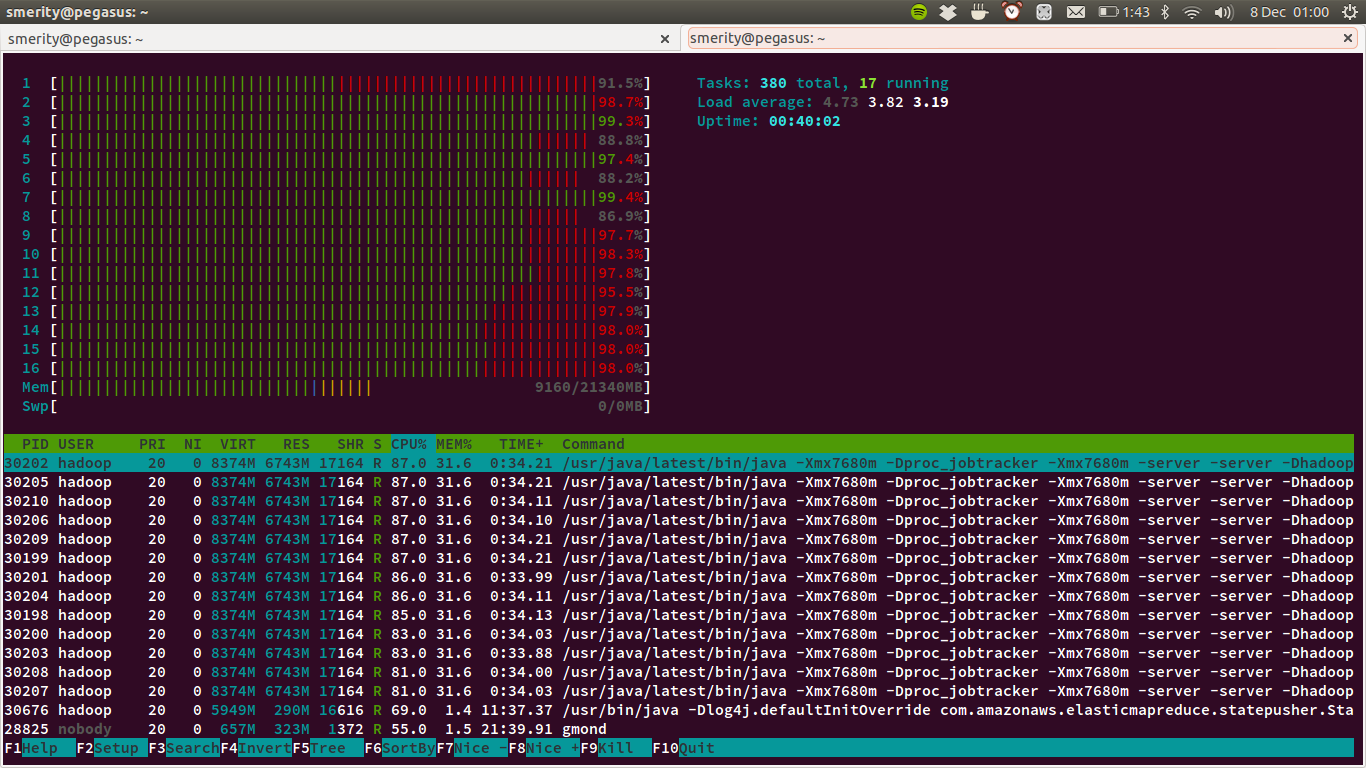 smerity@pegasus: ~ 1:43 8 Dec 01:00
smerity@pegasus: ~ × smerity@pegasus: ~ ×
1 [91.5%] Tasks: 380 total, 17 running
2 [98.7%] Load average: 4.73 3.82 3.19
3 [99.3%] Uptime: 00:40:02
4 [88.8%]
5 [97.4%]
6 [88.2%]
7 [99.4%]
8 [86.9%]
9 [97.7%]
10 [98.3%]
11 [97.8%]
12 [95.5%]
13 [97.9%]
14 [98.0%]
15 [98.0%]
16 [98.0%]
Mem[9160/21340MB]
Swp[0/0MB]
PID USER PRI NI VIRT RES SHR S CPU% MEM% TIME+ Command
30202 hadoop 20 0 8374M 6743M 17164 R 87.0 31.6 0:34.21 /usr/java/latest/bin/java -Xmx7680m -Dproc_jobtracker -Xmx7680m -server -server -Dhadoop
30205 hadoop 20 0 8374M 6743M 17164 R 87.0 31.6 0:34.21 /usr/java/latest/bin/java -Xmx7680m -Dproc_jobtracker -Xmx7680m -server -server -Dhadoop
30210 hadoop 20 0 8374M 6743M 17164 R 87.0 31.6 0:34.11 /usr/java/latest/bin/java -Xmx7680m -Dproc_jobtracker -Xmx7680m -server -server -Dhadoop
30206 hadoop 20 0 8374M 6743M 17164 R 87.0 31.6 0:34.10 /usr/java/latest/bin/java -Xmx7680m -Dproc_jobtracker -Xmx7680m -server -server -Dhadoop
30209 hadoop 20 0 8374M 6743M 17164 R 87.0 31.6 0:34.21 /usr/java/latest/bin/java -Xmx7680m -Dproc_jobtracker -Xmx7680m -server -server -Dhadoop
30199 hadoop 20 0 8374M 6743M 17164 R 87.0 31.6 0:34.21 /usr/java/latest/bin/java -Xmx7680m -Dproc_jobtracker -Xmx7680m -server -server -Dhadoop
30201 hadoop 20 0 8374M 6743M 17164 R 86.0 31.6 0:33.99 /usr/java/latest/bin/java -Xmx7680m -Dproc_jobtracker -Xmx7680m -server -server -Dhadoop
30204 hadoop 20 0 8374M 6743M 17164 R 86.0 31.6 0:34.11 /usr/java/latest/bin/java -Xmx7680m -Dproc_jobtracker -Xmx7680m -server -server -Dhadoop
30198 hadoop 20 0 8374M 6743M 17164 R 85.0 31.6 0:34.13 /usr/java/latest/bin/java -Xmx7680m -Dproc_jobtracker -Xmx7680m -server -server -Dhadoop
30200 hadoop 20 0 8374M 6743M 17164 R 83.0 31.6 0:34.03 /usr/java/latest/bin/java -Xmx7680m -Dproc_jobtracker -Xmx7680m -server -server -Dhadoop
30203 hadoop 20 0 8374M 6743M 17164 R 83.0 31.6 0:33.88 /usr/java/latest/bin/java -Xmx7680m -Dproc_jobtracker -Xmx7680m -server -server -Dhadoop
30208 hadoop 20 0 8374M 6743M 17164 R 81.0 31.6 0:34.00 /usr/java/latest/bin/java -Xmx7680m -Dproc_jobtracker -Xmx7680m -server -server -Dhadoop
30207 hadoop 20 0 8374M 6743M 17164 R 81.0 31.6 0:34.03 /usr/java/latest/bin/java -Xmx7680m -Dproc_jobtracker -Xmx7680m -server -server -Dhadoop
30676 hadoop 20 0 5949M 290M 16616 R 69.0 1.4 11:37.37 /usr/bin/java -Dlog4j.defaultInitOverride com.amazonaws.elasticmapreduce.statepusher.Sta
28825 nobody 20 0 657M 323M 1372 R 55.0 1.5 21:39.91 gmond
F1Help F2Setup F3SearchF4InvertF5Tree F6SortByF7Nice -F8Nice +F9Kill F10Quit